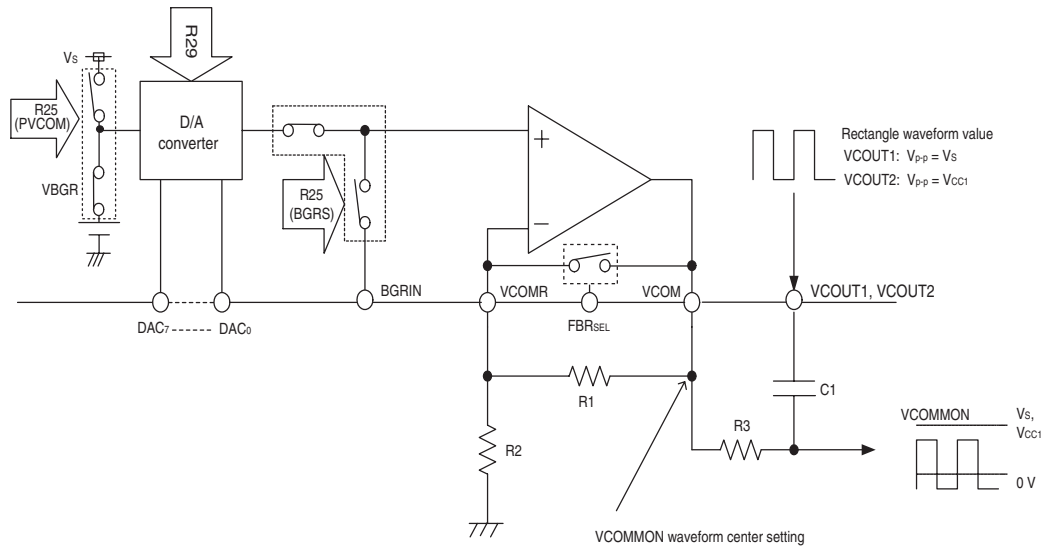 R29
Vs
R25
(PVCOM)
D/A
converter
VBGR
R25
(BGRS)
+
−
Rectangle waveform value
VCOUT1: Vp-p = Vs
VCOUT2: Vp-p = VCC1
BGRIN
VCOMR
VCOM
VCOUT1, VCOUT2
DAC7 ------ DAC0
FBRSEL
R1
C1
R2
R3
VCOMMON
Vs,
VCC1
0 V
VCOMMON waveform center setting